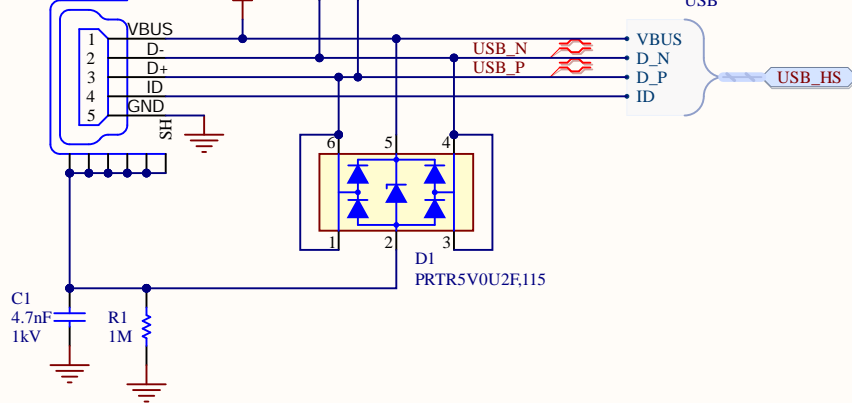 USB
VBUS
1
D-
2
D+
3
ID
4
GND
5
SH
USB_N
USB_P
VBUS
D_N
D_P
ID
USB_HS
6
5
4
1
2
3
D1
PRTR5V0U2F,115
C1
4.7nF
1kV
R1
1M